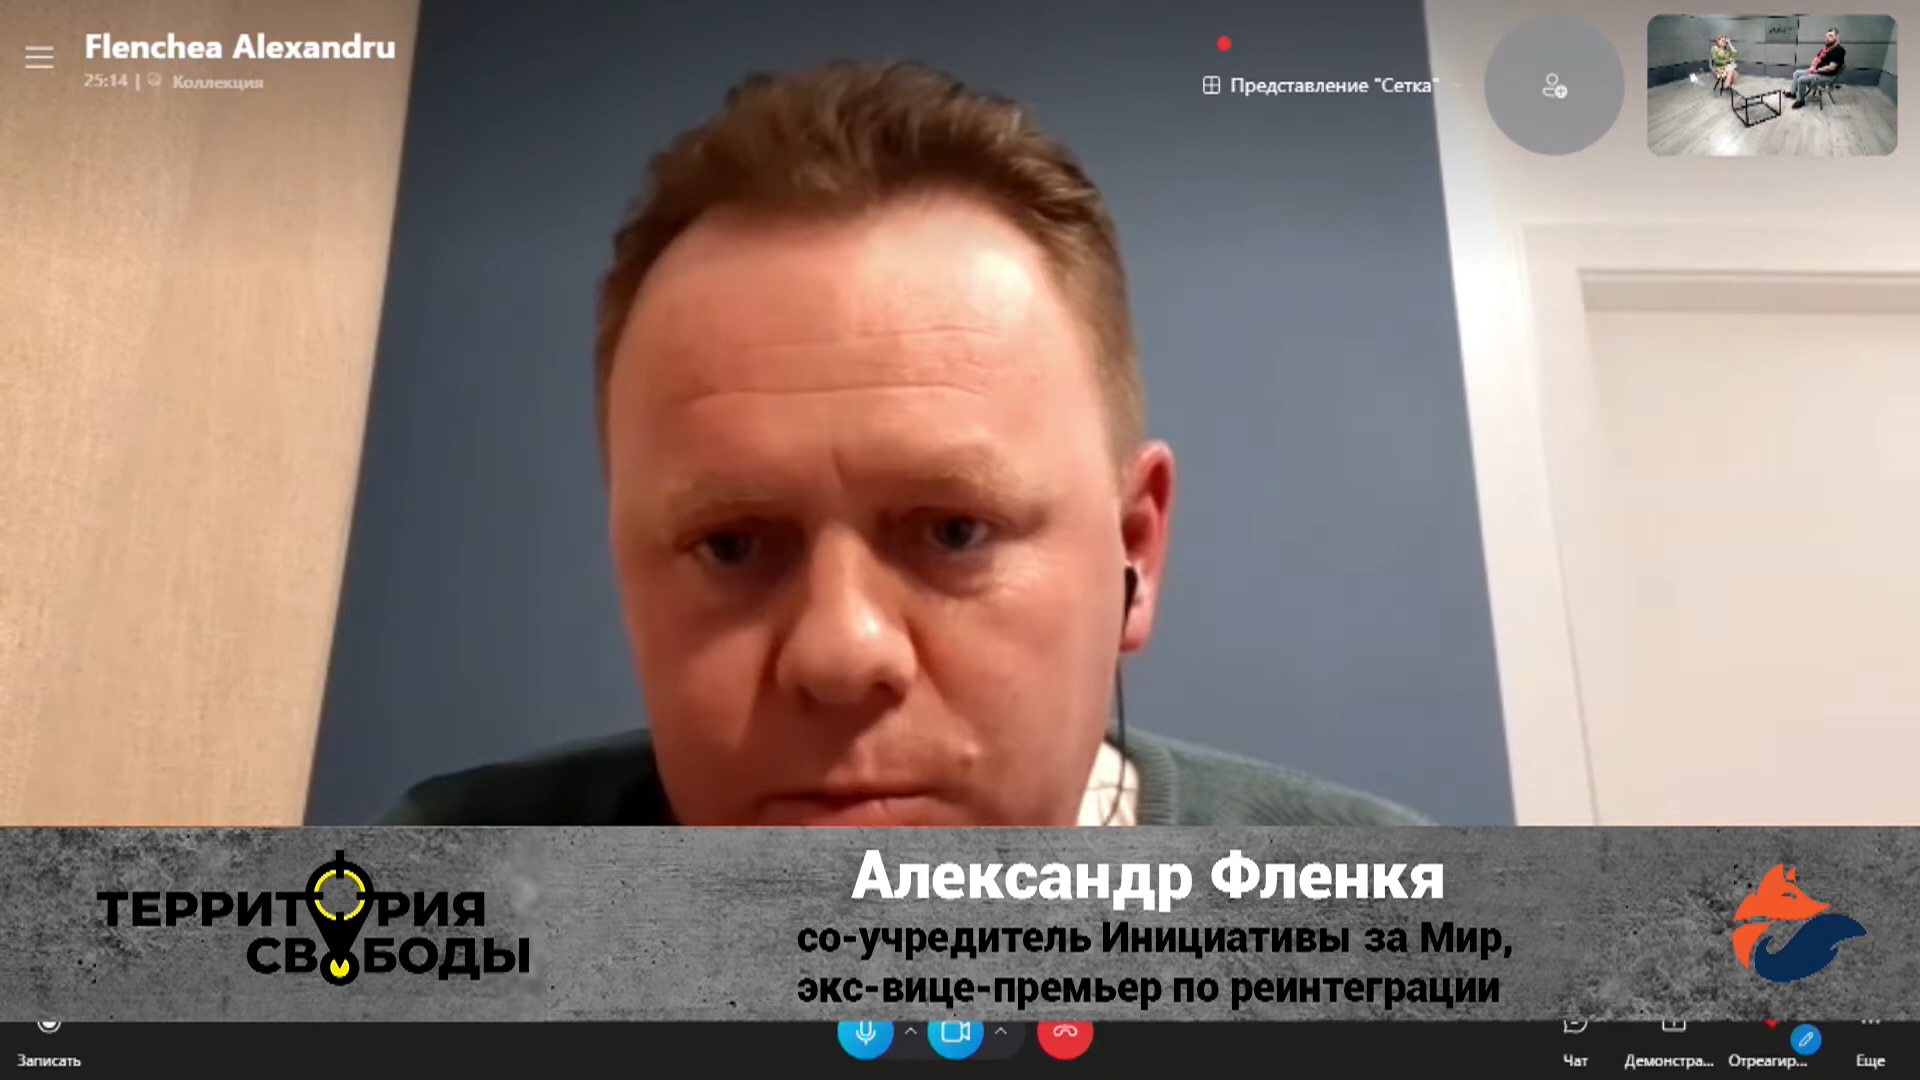 Flenchea Alexandru
25:14 | Коллекция
Представление "Сетка"
ТЕРРИТОРИЯ
СВОБОДЫ
Александр Фленкя
со-учредитель Инициативы за Мир,
экс-вице-премьер по реинтеграции
Записать
Чат
Демонстра...
Отреагир...
Еще